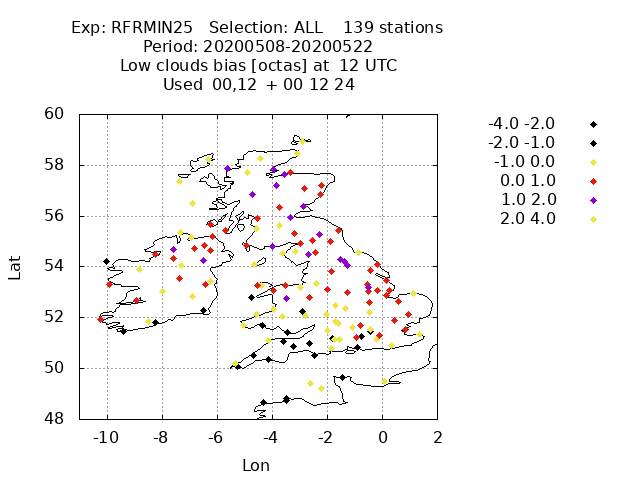 Exp: RFRMIN25 Selection: ALL 139 stations
Period: 20200508-20200522
Low clouds bias [octas] at 12 UTC
Used 00,12 + 00 12 24
-4.0 -2.0
-2.0 -1.0
-1.0 0.0
0.0 1.0
1.0 2.0
2.0 4.0
60
58
56
54
52
50
48
Lat
-10 -8 -6 -4 -2 0 2
Lon